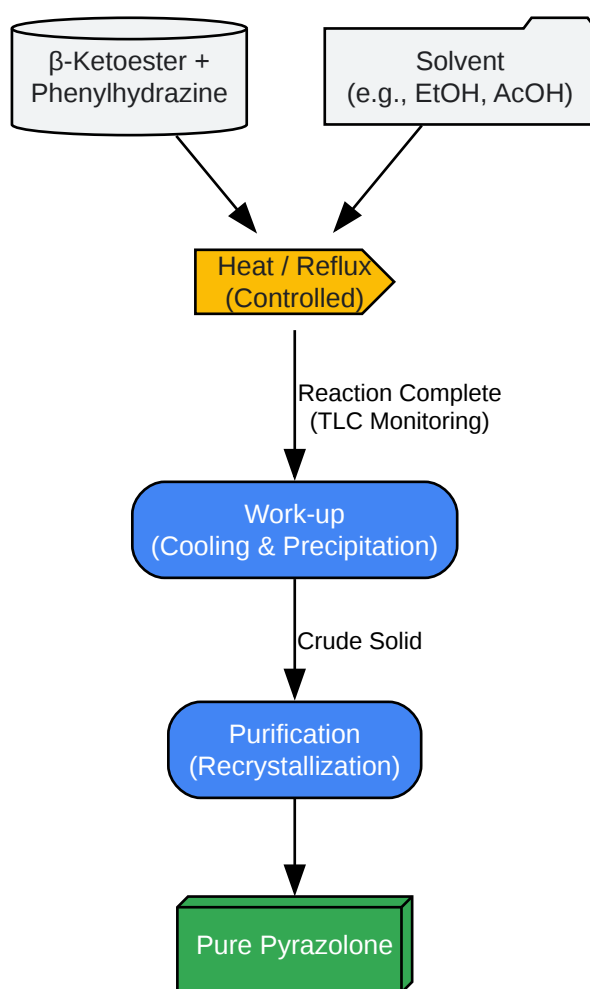 β-Ketoester +
Phenylhydrazine
Solvent
(e.g., EtOH, AcOH)
Heat / Reflux
(Controlled)
Reaction Complete
(TLC Monitoring)
Work-up
(Cooling & Precipitation)
Crude Solid
Purification
(Recrystallization)
Pure Pyrazolone